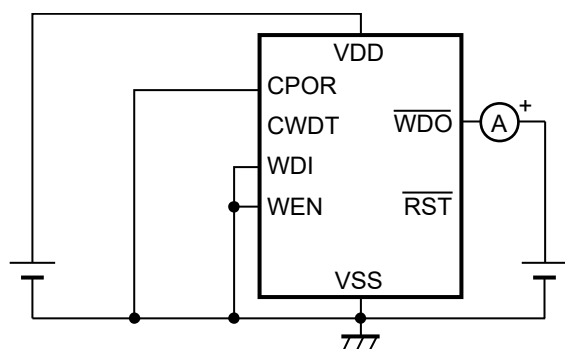 VDD
CPOR
CWDT
WDO
A
+
WDI
WEN
RST
VSS